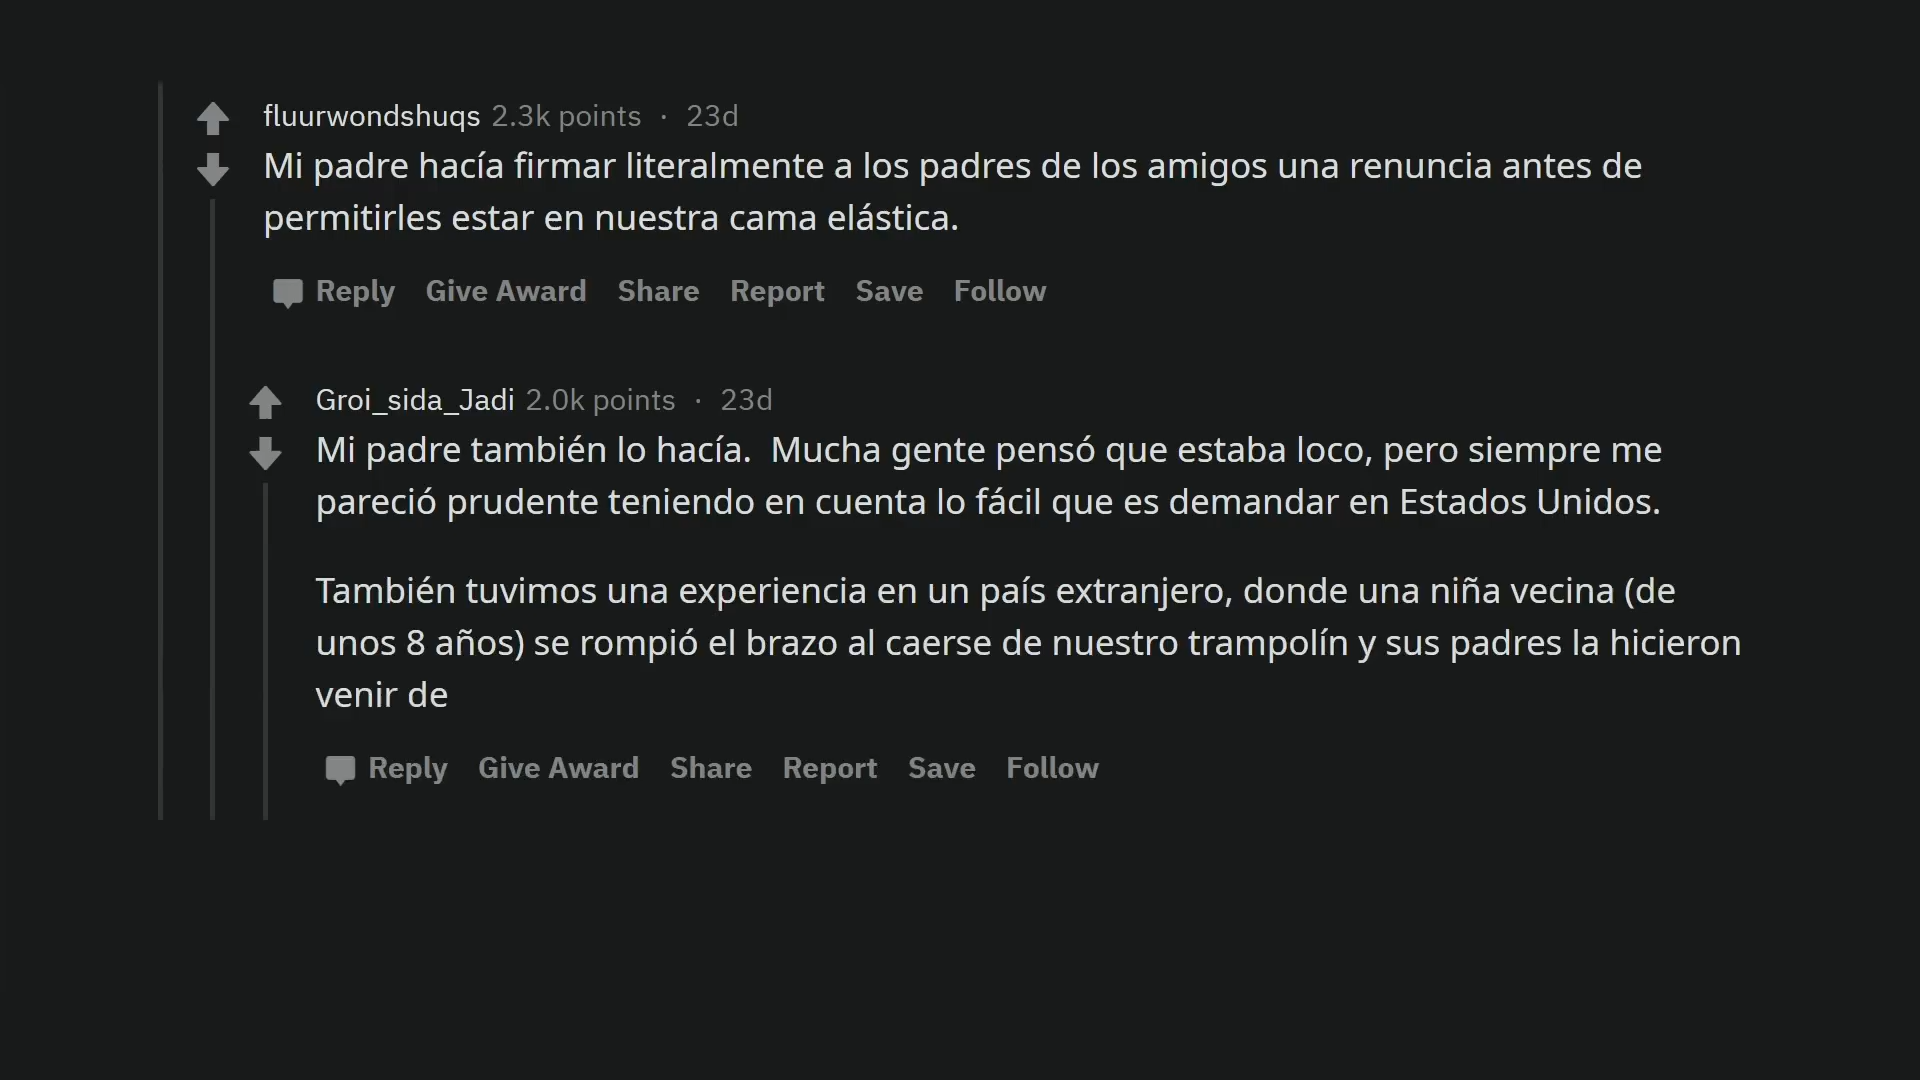 fluurwondshuqs 2.3k points · 23d
Mi padre hacía firmar literalmente a los padres de los amigos una renuncia antes de
permitirles estar en nuestra cama elástica.
Reply Give Award Share Report Save Follow
Groi_sida_Jadi 2.0k points · 23d
Mi padre también lo hacía.  Mucha gente pensó que estaba loco, pero siempre me
pareció prudente teniendo en cuenta lo fácil que es demandar en Estados Unidos.
También tuvimos una experiencia en un país extranjero, donde una niña vecina (de
unos 8 años) se rompió el brazo al caerse de nuestro trampolín y sus padres la hicieron
venir de
Reply Give Award Share Report Save Follow